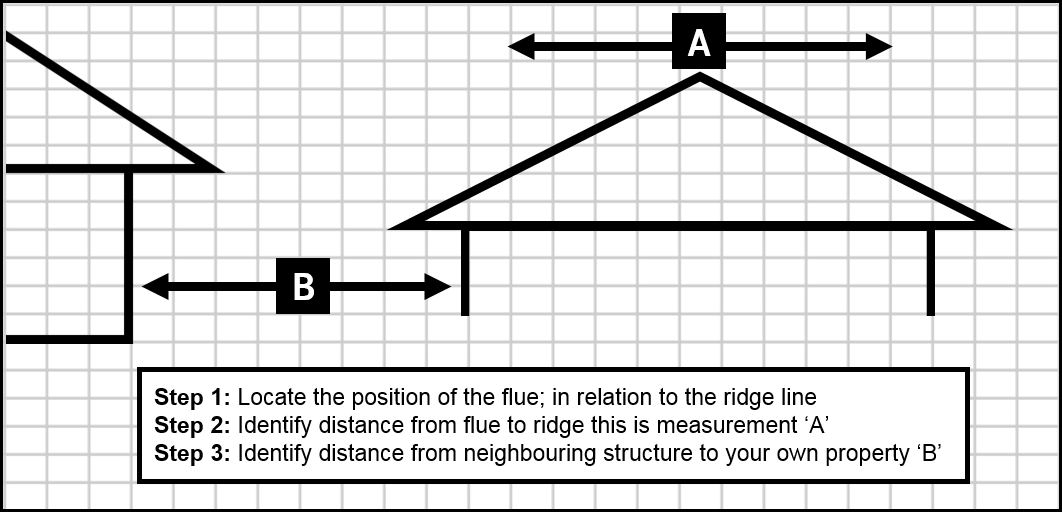 A
B
Step 1: Locate the position of the flue; in relation to the ridge line
Step 2: Identify distance from flue to ridge this is measurement ‘A’
Step 3: Identify distance from neighbouring structure to your own property ‘B’